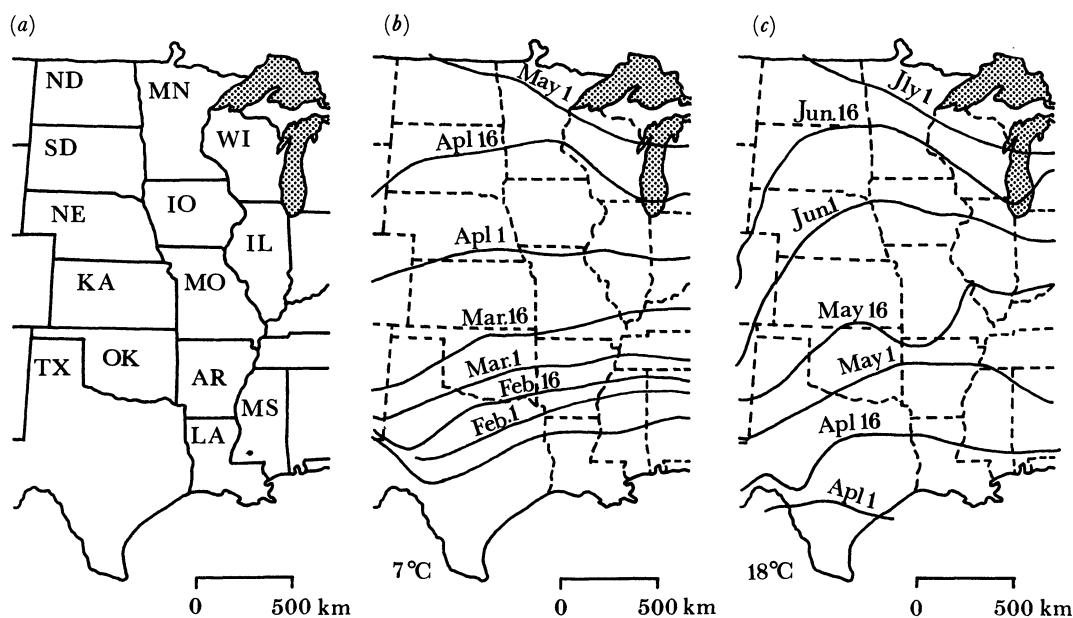 (a)
ND
MN
SD
WI
NE
IO
IL
KA
MO
TX
OK
AR
MS
LA
0 500 km
(b)
May 1
Apl 16
Apl 1
Mar. 16
Mar. 1
Feb. 16
Feb. 1
7 °C
0 500 km
(c)
Jly 1
Jun. 16
Jun. 1
May 16
May 1
Apl 16
Apl 1
18°C
0 500 km